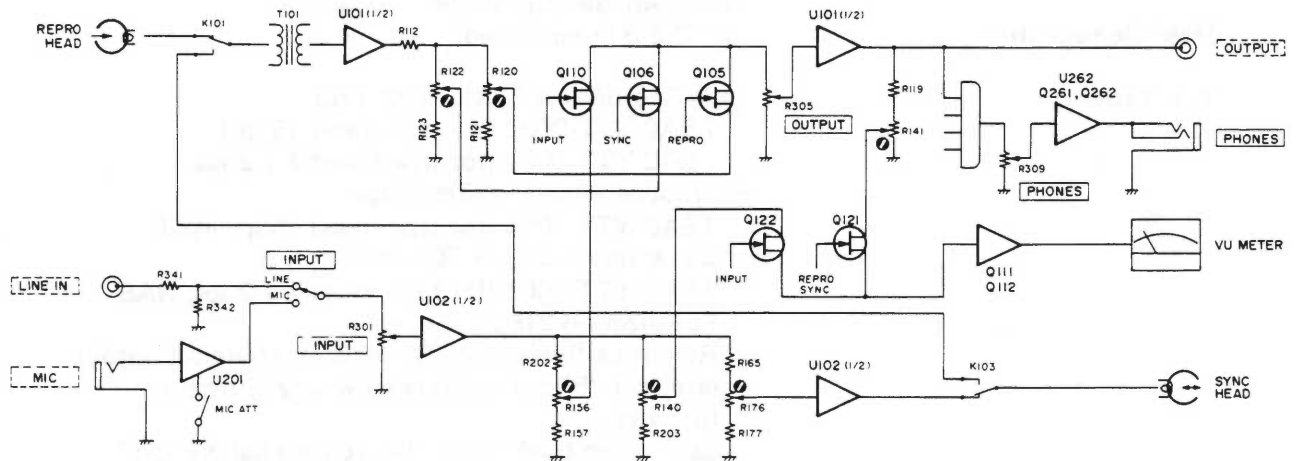 REPRO HEAD
K101
T101
U101(1/2)
R112
R122
R120
R123
R121
Q110
Q106
Q105
INPUT
SYNC
REPRO
R305
OUTPUT
U101(1/2)
R119
R141
OUTPUT
U262
Q261, Q262
R309
PHONES
PHONES
Q122
Q121
INPUT
REPRO
SYNC
Q111
Q112
VU METER
LINE IN
R341
R342
INPUT
LINE
MIC
R301
INPUT
U102(1/2)
MIC
U201
MIC ATT
R202
R156
R157
R140
R203
R165
R176
R177
U102(1/2)
K103
SYNC
HEAD